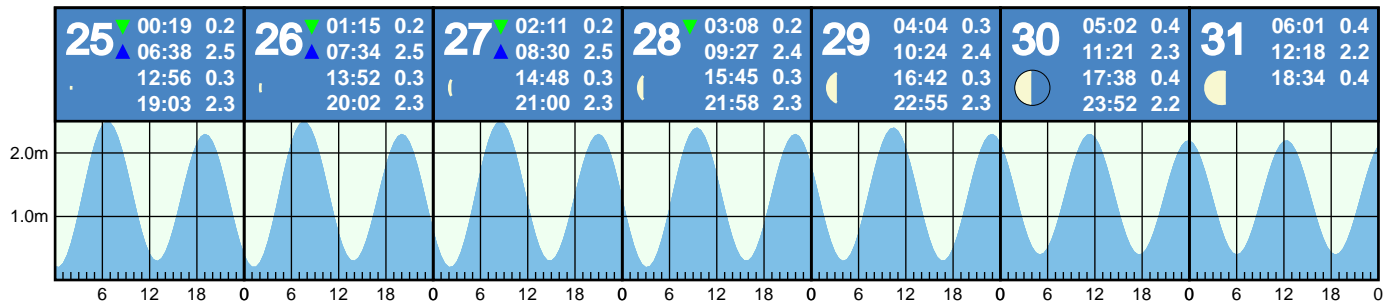 25 ▼ 00:19 0.2
▲ 06:38 2.5
12:56 0.3
19:03 2.3
26 ▼ 01:15 0.2
▲ 07:34 2.5
13:52 0.3
20:02 2.3
27 ▼ 02:11 0.2
▲ 08:30 2.5
14:48 0.3
21:00 2.3
28 ▼ 03:08 0.2
09:27 2.4
15:45 0.3
21:58 2.3
29 04:04 0.3
10:24 2.4
16:42 0.3
22:55 2.3
30 05:02 0.4
11:21 2.3
17:38 0.4
23:52 2.2
31 06:01 0.4
12:18 2.2
18:34 0.4
2.0m
1.0m
6 12 18 0 6 12 18 0 6 12 18 0 6 12 18 0 6 12 18 0 6 12 18 0 6 12 18 0